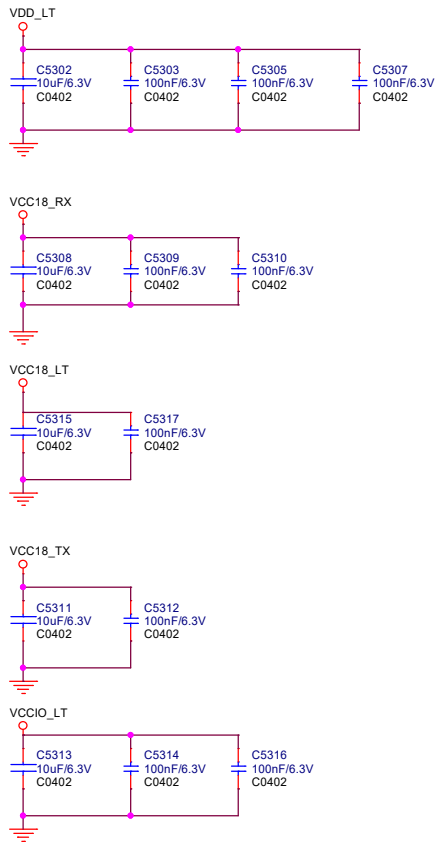 VDD_LT
C5302 C5303 C5305 C5307
10uF/6.3V 100nF/6.3V 100nF/6.3V 100nF/6.3V
C0402 C0402 C0402 C0402
VCC18_RX
C5308 C5309 C5310
10uF/6.3V 100nF/6.3V 100nF/6.3V
C0402 C0402 C0402
VCC18_LT
C5315 C5317
10uF/6.3V 100nF/6.3V
C0402 C0402
VCC18_TX
C5311 C5312
10uF/6.3V 100nF/6.3V
C0402 C0402
VCCIO_LT
C5313 C5314 C5316
10uF/6.3V 100nF/6.3V 100nF/6.3V
C0402 C0402 C0402